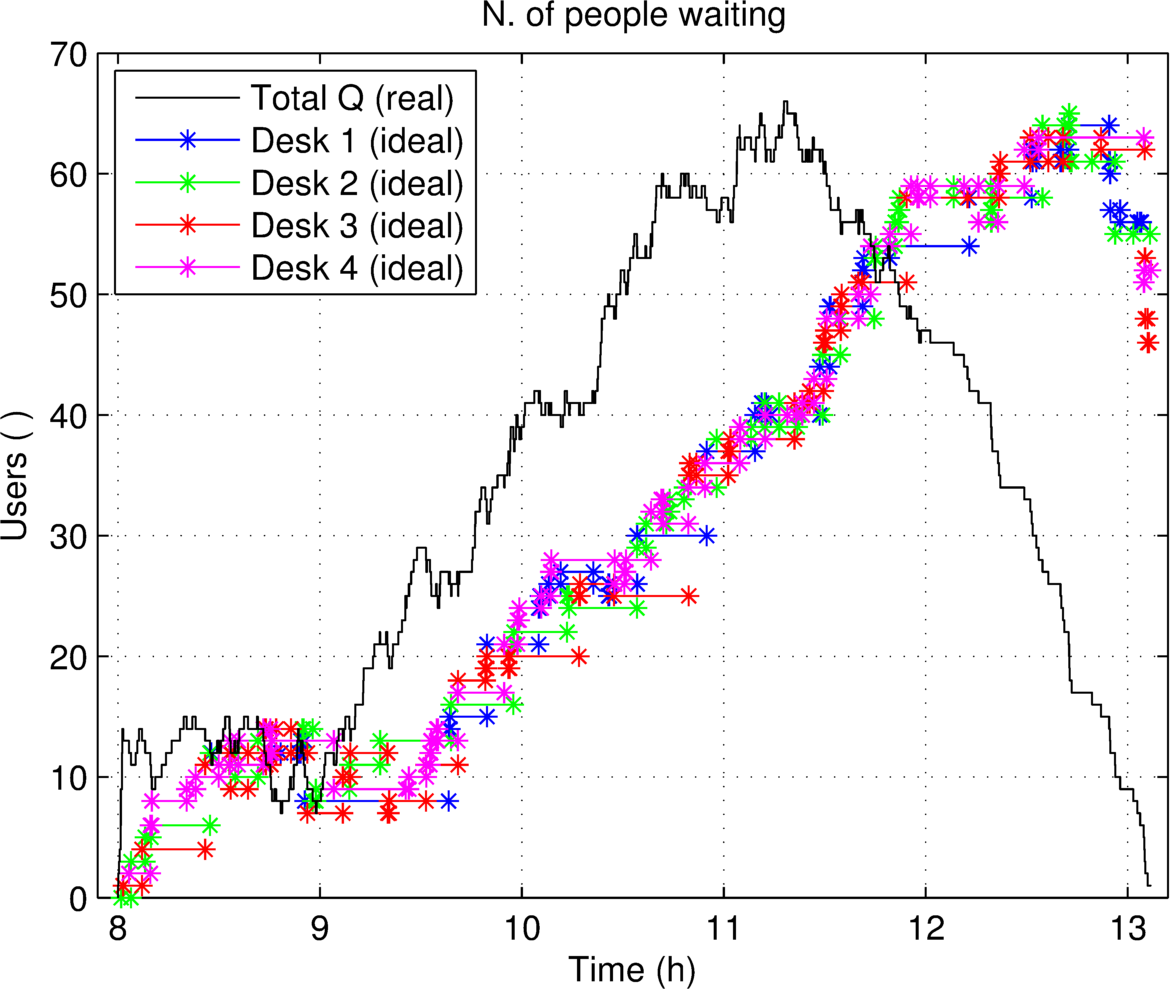 N. of people waiting
70
60
50
40
30
20
10
0
Users ( )
Total Q (real)
Desk 1 (ideal)
Desk 2 (ideal)
Desk 3 (ideal)
Desk 4 (ideal)
8 9 10 11 12 13
Time (h)